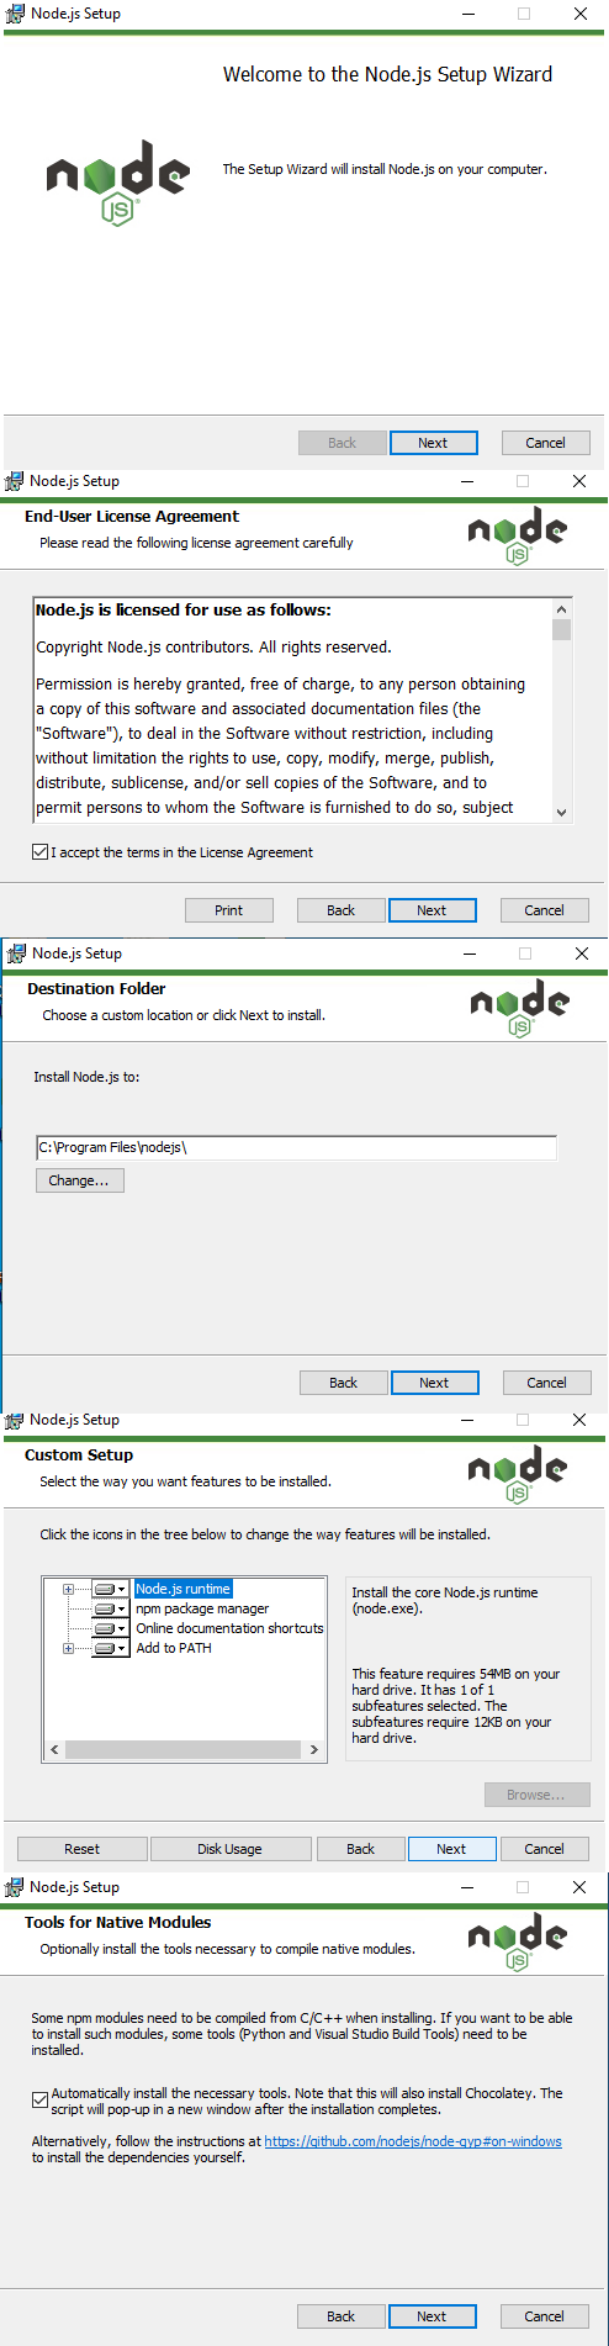 Node.js Setup
Welcome to the Node.js Setup Wizard
node
JS
The Setup Wizard will install Node.js on your computer.
Back Next Cancel
Node.js Setup
End-User License Agreement
Please read the following license agreement carefully
node
JS
Node.js is licensed for use as follows:
Copyright Node.js contributors. All rights reserved.
Permission is hereby granted, free of charge, to any person obtaining
a copy of this software and associated documentation files (the
"Software"), to deal in the Software without restriction, including
without limitation the rights to use, copy, modify, merge, publish,
distribute, sublicense, and/or sell copies of the Software, and to
permit persons to whom the Software is furnished to do so, subject
I accept the terms in the License Agreement
Print Back Next Cancel
Node.js Setup
Destination Folder
Choose a custom location or click Next to install.
node
JS
Install Node.js to:
C:\Program Files\nodejs\
Change...
Back Next Cancel
Node.js Setup
Custom Setup
Select the way you want features to be installed.
node
JS
Click the icons in the tree below to change the way features will be installed.
Node.js runtime
npm package manager
Online documentation shortcuts
Add to PATH
Install the core Node.js runtime
(node.exe).
This feature requires 54MB on your
hard drive. It has 1 of 1
subfeatures selected. The
subfeatures require 12KB on your
hard drive.
Browse...
Reset Disk Usage Back Next Cancel
Node.js Setup
Tools for Native Modules
Optionally install the tools necessary to compile native modules.
node
JS
Some npm modules need to be compiled from C/C++ when installing. If you want to be able
to install such modules, some tools (Python and Visual Studio Build Tools) need to be
installed.
Automatically install the necessary tools. Note that this will also install Chocolatey. The
script will pop-up in a new window after the installation completes.
Alternatively, follow the instructions at https://github.com/nodejs/node-gyp#on-windows
to install the dependencies yourself.
Back Next Cancel